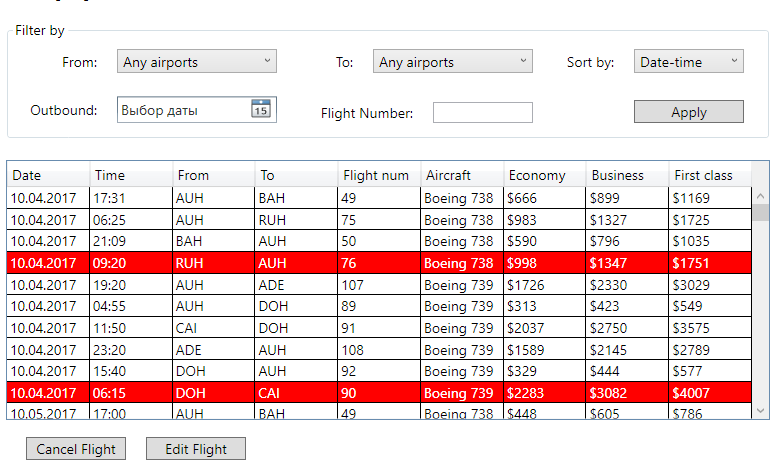 Filter by
From: Any airports To: Any airports Sort by: Date-time
Outbound: Выбор даты 15 Flight Number: Apply
Date Time From To Flight num Aircraft Economy Business First class
10.04.2017 17:31 AUH BAH 49 Boeing 738 $666 $899 $1169
10.04.2017 06:25 AUH RUH 75 Boeing 738 $983 $1327 $1725
10.04.2017 21:09 BAH AUH 50 Boeing 738 $590 $796 $1035
10.04.2017 09:20 RUH AUH 76 Boeing 738 $998 $1347 $1751
10.04.2017 19:20 AUH ADE 107 Boeing 739 $1726 $2330 $3029
10.04.2017 04:55 AUH DOH 89 Boeing 739 $313 $423 $549
10.04.2017 11:50 CAI DOH 91 Boeing 739 $2037 $2750 $3575
10.04.2017 23:20 ADE AUH 108 Boeing 739 $1589 $2145 $2789
10.04.2017 15:40 DOH AUH 92 Boeing 739 $329 $444 $577
10.04.2017 06:15 DOH CAI 90 Boeing 739 $2283 $3082 $4007
10.05.2017 17:00 AUH BAH 49 Boeing 738 $448 $605 $786
Cancel Flight Edit Flight